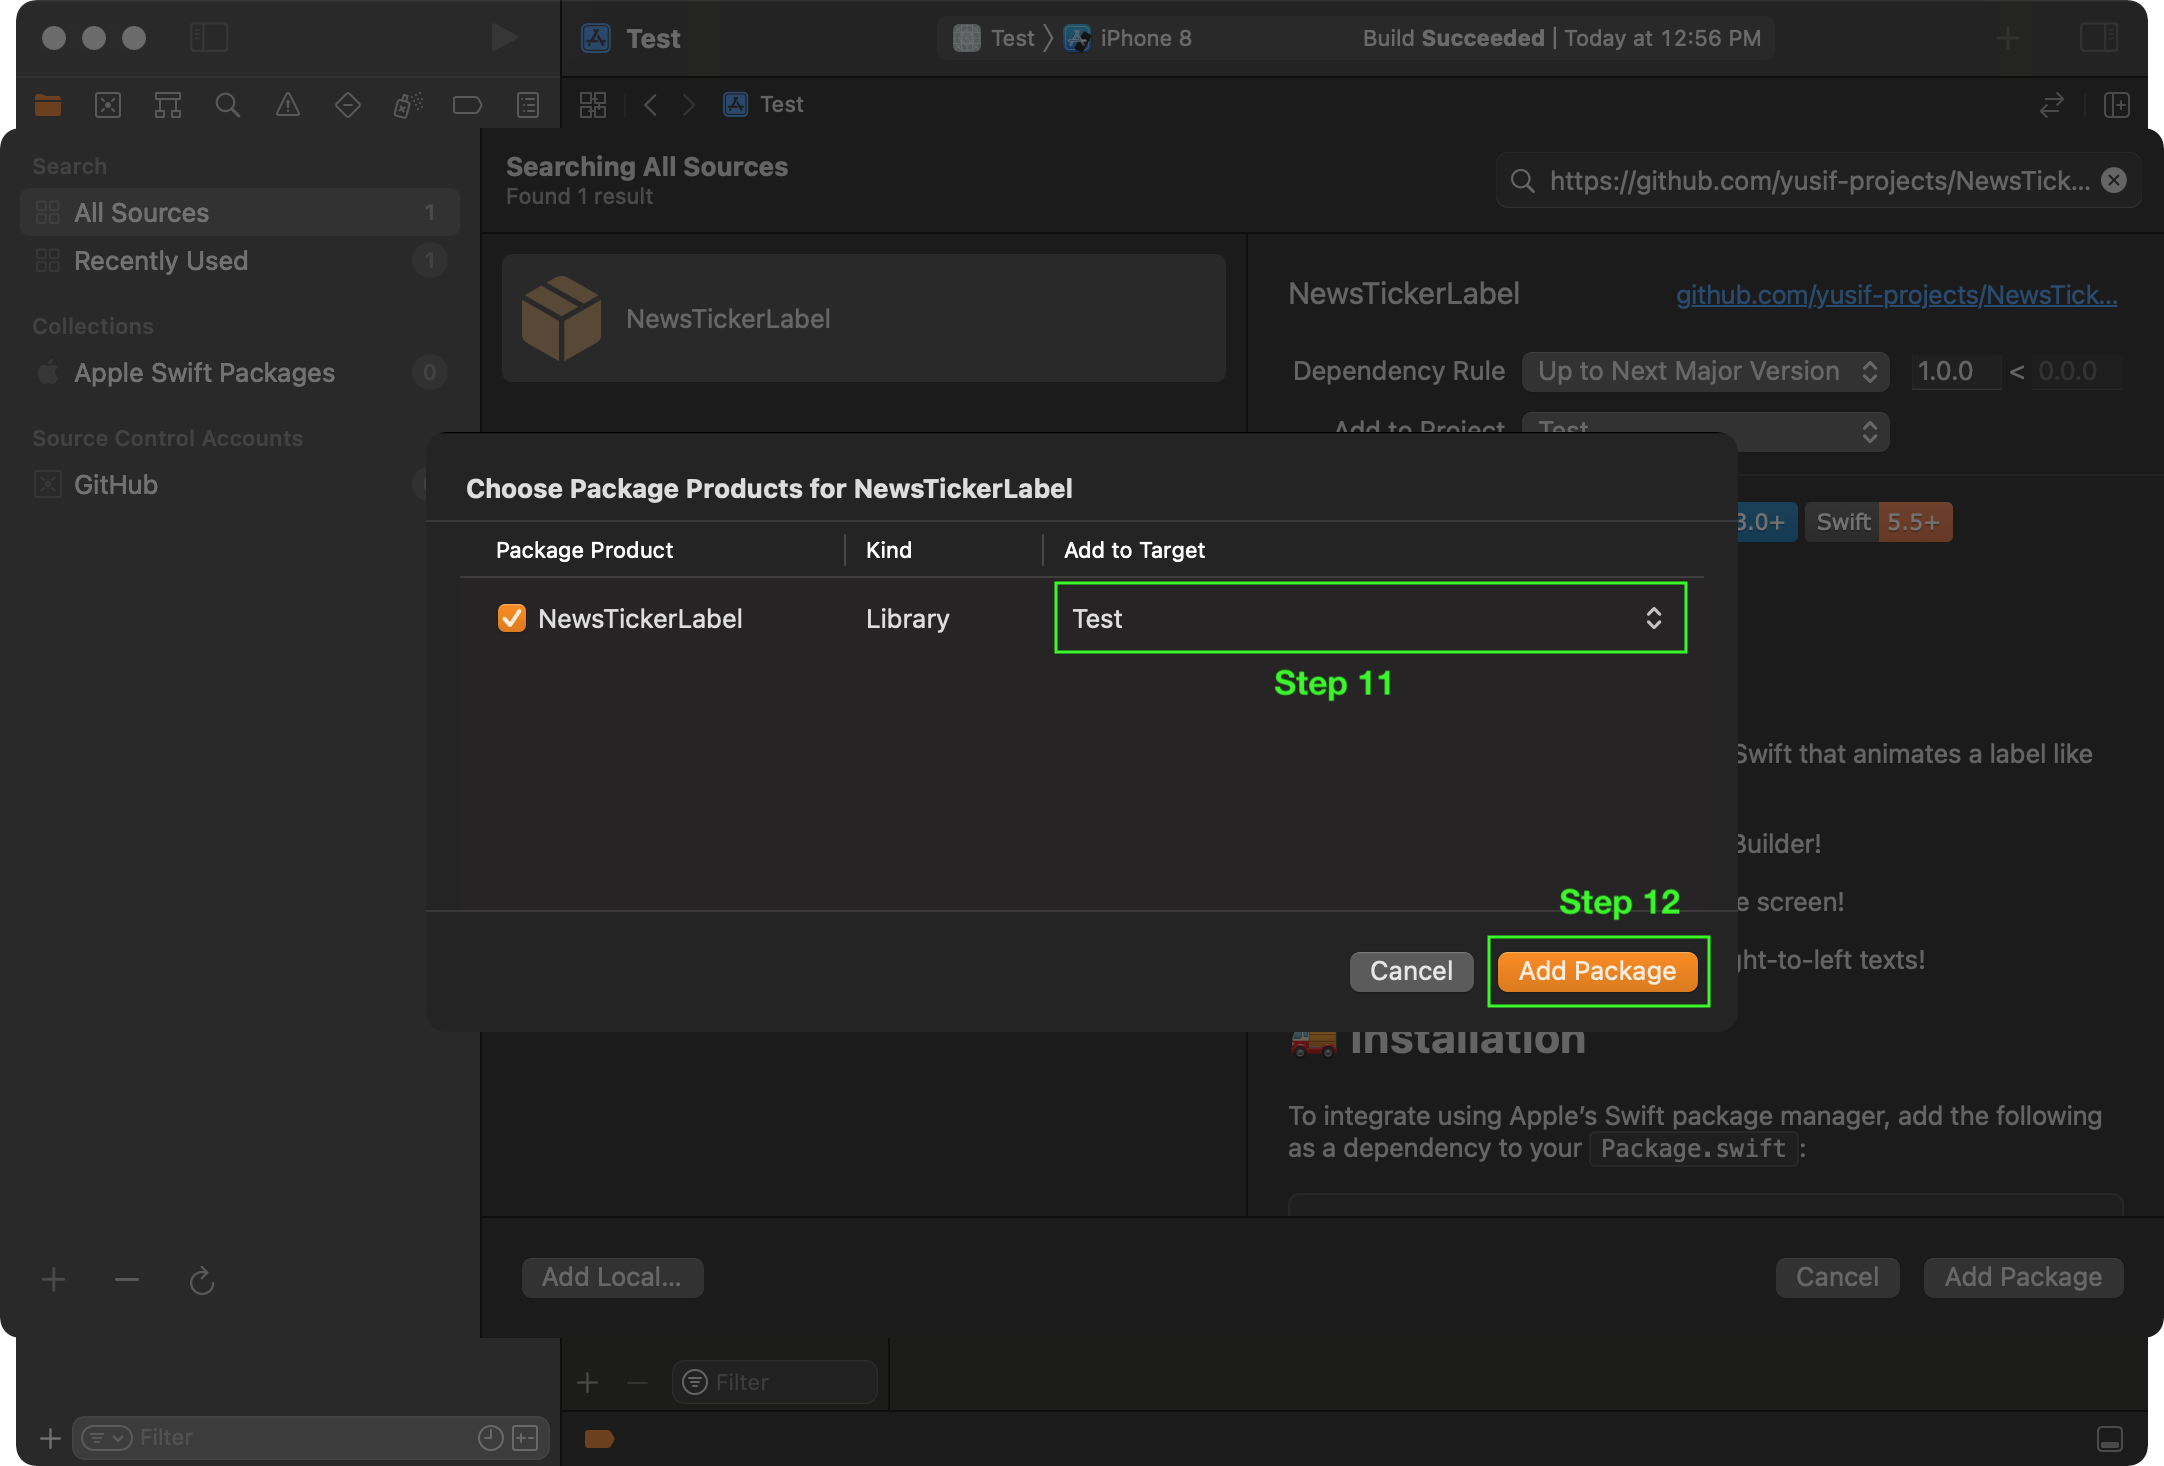 Test
Test
iPhone 8
Build Succeeded | Today at 12:56 PM
Test
Search
All Sources 1
Recently Used 1
Collections
Apple Swift Packages 0
Source Control Accounts
GitHub
Searching All Sources
Found 1 result
https://github.com/yusif-projects/NewsTick...
NewsTickerLabel
NewsTickerLabel
github.com/yusif-projects/NewsTick...
Dependency Rule Up to Next Major Version 1.0.0 < 0.0.0
Add to Project Test
3.0+ Swift 5.5+
Choose Package Products for NewsTickerLabel
Package Product Kind Add to Target
NewsTickerLabel Library Test
Step 11
Swift that animates a label like
Builder!
e screen!
ght-to-left texts!
Step 12
Cancel Add Package
Installation
To integrate using Apple’s Swift package manager, add the following
as a dependency to your Package.swift :
Add Local...
Cancel Add Package
Filter
Filter